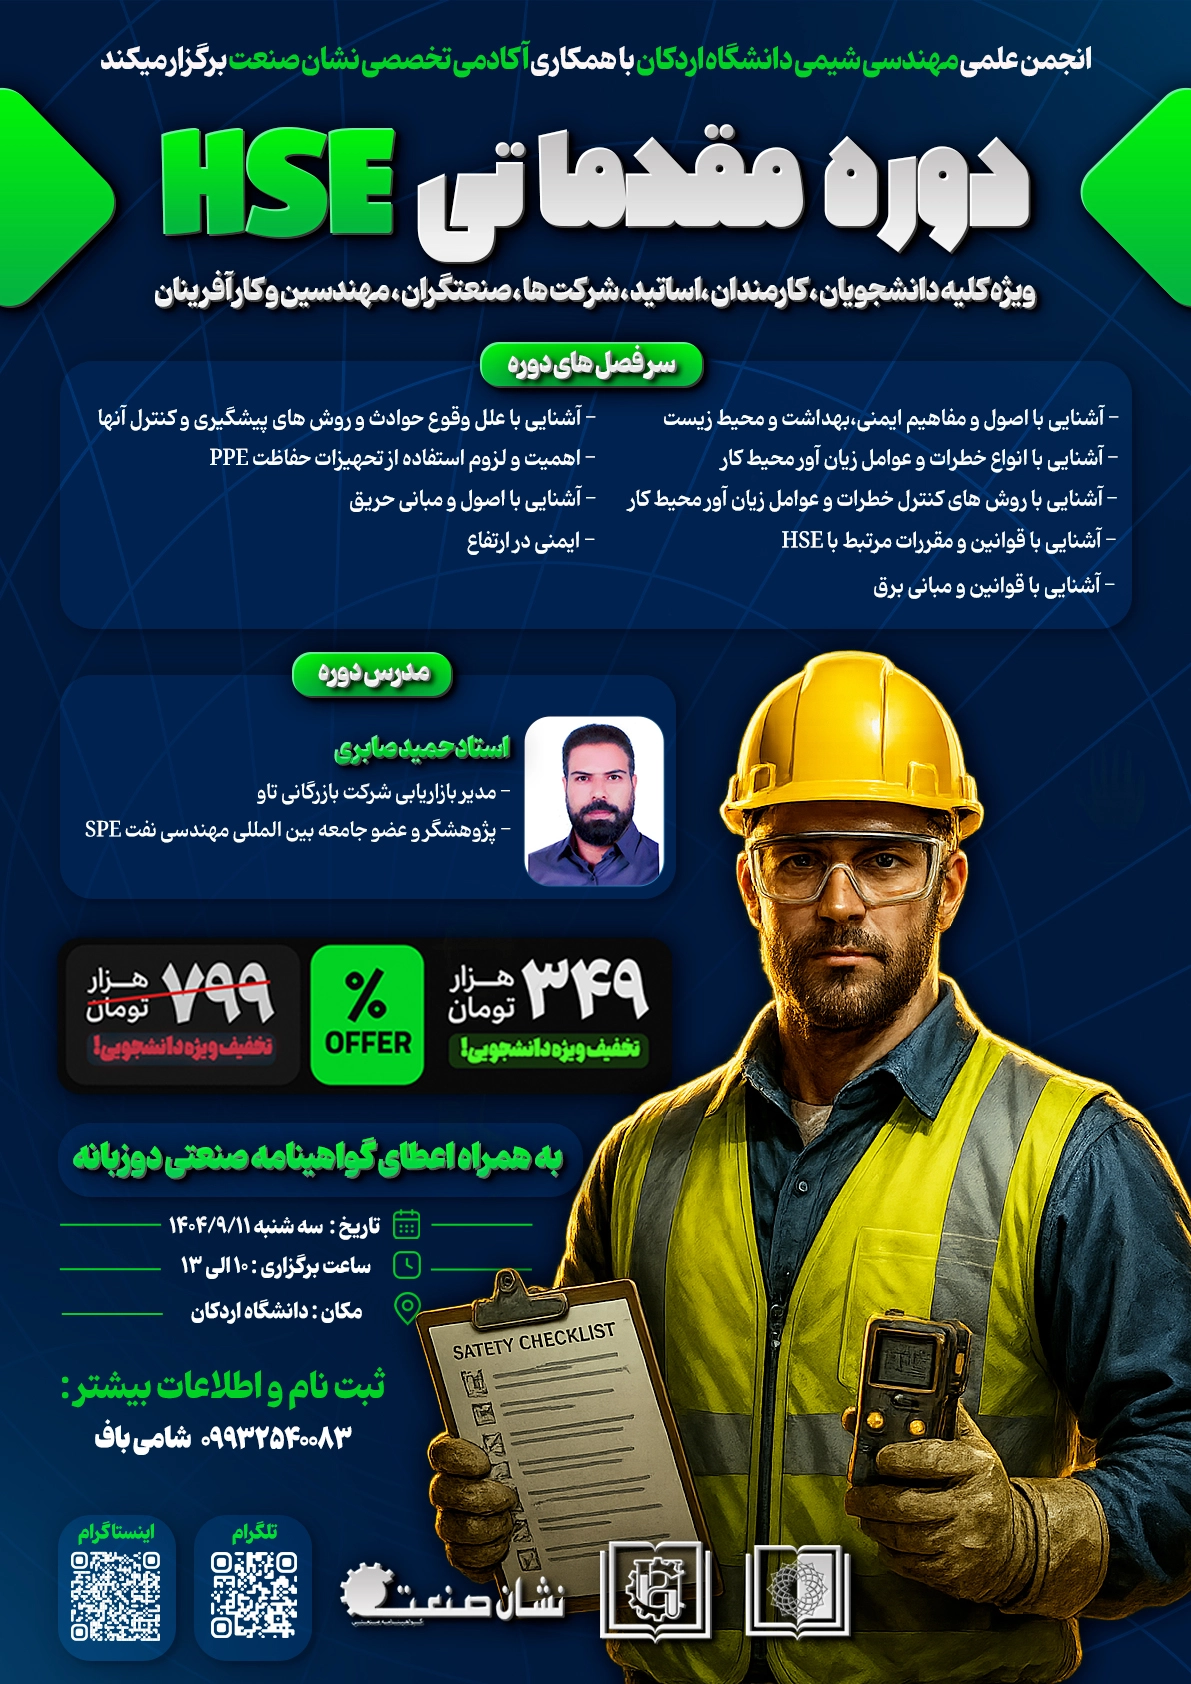 انجمن علمی مهندسی شیمی دانشگاه اردکان با همکاری آکادمی تخصصی نشان صنعت برگزار میکند
دوره مقدماتی HSE
ویژه کلیه دانشجویان ، کارمندان ، اساتید ، شرکت ها ، صنعتگران ، مهندسین و کارآفرینان
سرفصل های دوره
- آشنایی با اصول و مفاهیم ایمنی،بهداشت و محیط زیست
- آشنایی با انواع خطرات و عوامل زیان آور محیط کار
- آشنایی با روش های کنترل خطرات و عوامل زیان آور محیط کار
- آشنایی با قوانین و مقررات مرتبط با HSE
- آشنایی با قوانین و مبانی برق
- آشنایی با علل وقوع حوادث و روش های پیشگیری و کنترل آنها
- اهمیت و لزوم استفاده از تجهیزات حفاظت PPE
- آشنایی با اصول و مبانی حریق
- ایمنی در ارتفاع
مدرس دوره
استاد حمید صابری
- مدیر بازاریابی شرکت بازرگانی تاو
- پژوهشگر و عضو جامعه بین المللی مهندسی نفت SPE
۳۴۹ هزار تومان
تخفیف ویژه دانشجویی!
%
OFFER
۷۹۹ هزار تومان
تخفیف ویژه دانشجویی!
به همراه اعطای گواهینامه صنعتی دوزبانه
تاریخ : سه شنبه ۱۴۰۴/۹/۱۱
ساعت برگزاری : ۱۰ الی ۱۳
مکان : دانشگاه اردکان
SATETY CHECKLIST
ثبت نام و اطلاعات بیشتر :
۰۹۹۳۲۵۴۰۰۸۳ شامی باف
تلگرام
اینستاگرام
نشان صنعت
گواهینامه صنعتی